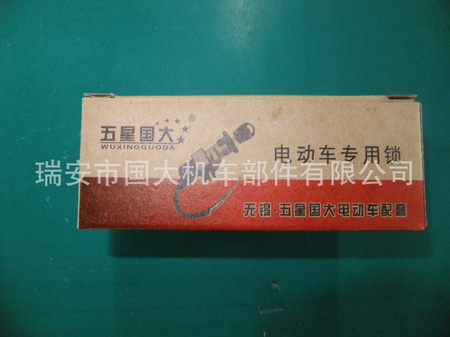 五星国大®
WUXINGGUODA
电动车专用锁
瑞安市国大机车部件有限公司
无锡·五星国大电动车配套